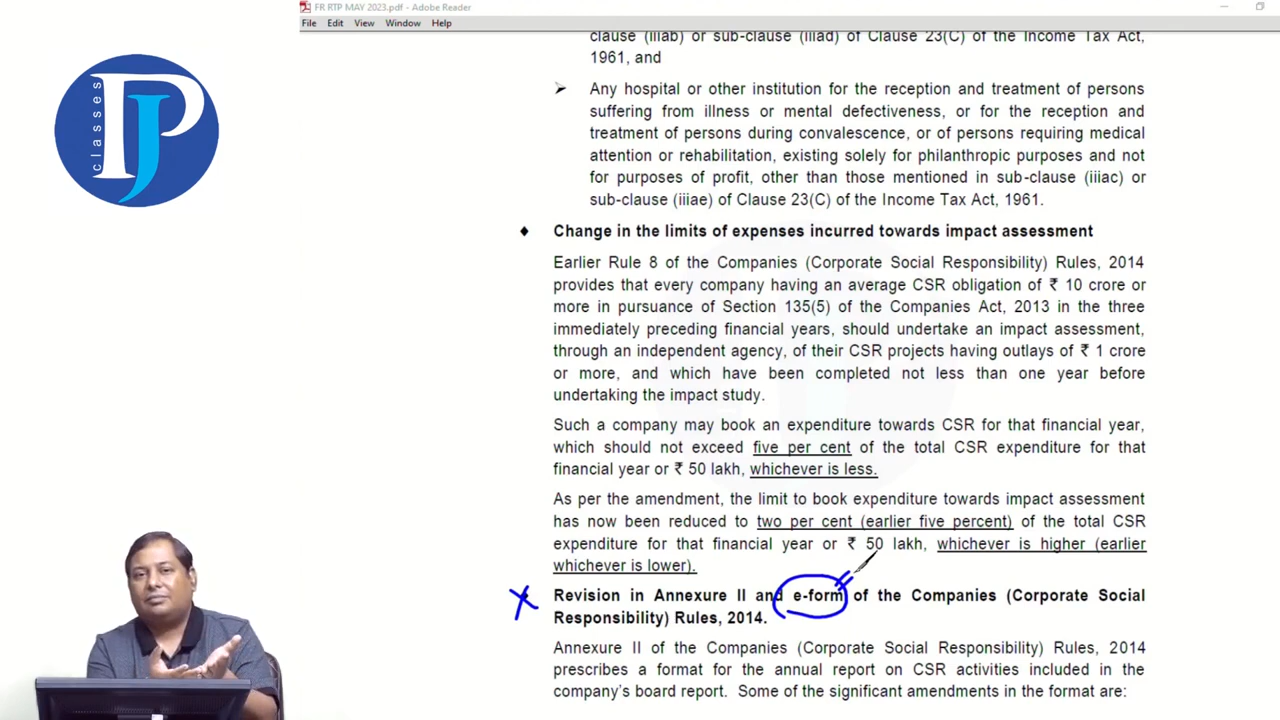 FR RTP MAY 2023.pdf - Adobe Reader
File Edit View Window Help
PJ
classes
clause (iiiab) or sub-clause (iiiad) of Clause 23(C) of the Income Tax Act,
1961, and
➢ Any hospital or other institution for the reception and treatment of persons
suffering from illness or mental defectiveness, or for the reception and
treatment of persons during convalescence, or of persons requiring medical
attention or rehabilitation, existing solely for philanthropic purposes and not
for purposes of profit, other than those mentioned in sub-clause (iiiac) or
sub-clause (iiiae) of Clause 23(C) of the Income Tax Act, 1961.
♦ Change in the limits of expenses incurred towards impact assessment
Earlier Rule 8 of the Companies (Corporate Social Responsibility) Rules, 2014
provides that every company having an average CSR obligation of ₹ 10 crore or
more in pursuance of Section 135(5) of the Companies Act, 2013 in the three
immediately preceding financial years, should undertake an impact assessment,
through an independent agency, of their CSR projects having outlays of ₹ 1 crore
or more, and which have been completed not less than one year before
undertaking the impact study.
Such a company may book an expenditure towards CSR for that financial year,
which should not exceed five per cent of the total CSR expenditure for that
financial year or ₹ 50 lakh, whichever is less.
As per the amendment, the limit to book expenditure towards impact assessment
has now been reduced to two per cent (earlier five percent) of the total CSR
expenditure for that financial year or ₹ 50 lakh, whichever is higher (earlier
whichever is lower).
Revision in Annexure II and e-form of the Companies (Corporate Social
Responsibility) Rules, 2014.
Annexure II of the Companies (Corporate Social Responsibility) Rules, 2014
prescribes a format for the annual report on CSR activities included in the
company's board report. Some of the significant amendments in the format are: